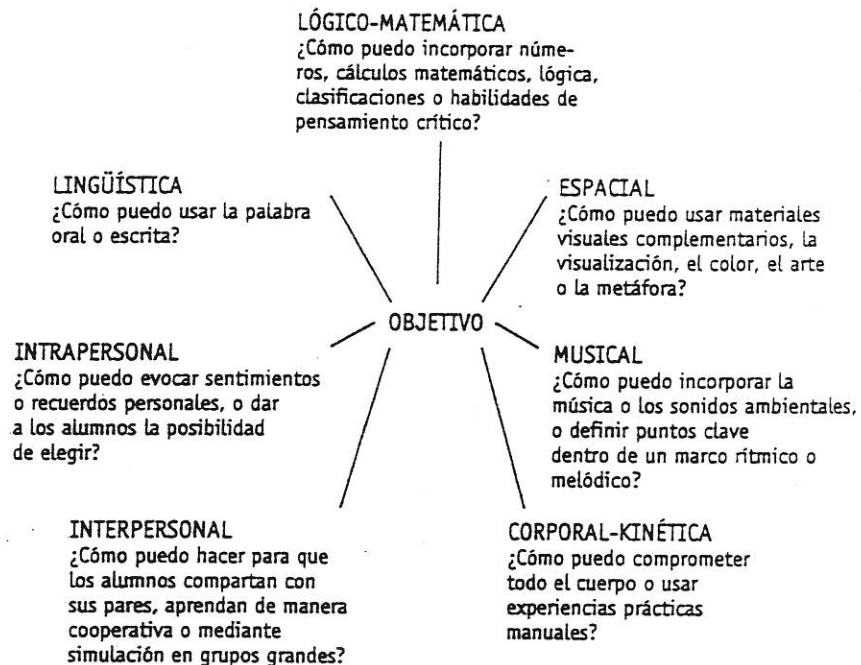 LÓGICO-MATEMÁTICA
¿Cómo puedo incorporar núme-
ros, cálculos matemáticos, lógica,
clasificaciones o habilidades de
pensamiento crítico?
LINGÜÍSTICA
¿Cómo puedo usar la palabra
oral o escrita?
ESPACIAL
¿Cómo puedo usar materiales
visuales complementarios, la
visualización, el color, el arte
o la metáfora?
OBJETIVO
INTRAPERSONAL
¿Cómo puedo evocar sentimientos
o recuerdos personales, o dar
a los alumnos la posibilidad
de elegir?
MUSICAL
¿Cómo puedo incorporar la
música o los sonidos ambientales,
o definir puntos clave
dentro de un marco rítmico o
melódico?
INTERPERSONAL
¿Cómo puedo hacer para que
los alumnos compartan con
sus pares, aprendan de manera
cooperativa o mediante
simulación en grupos grandes?
CORPORAL-KINÉTICA
¿Cómo puedo comprometer
todo el cuerpo o usar
experiencias prácticas
manuales?